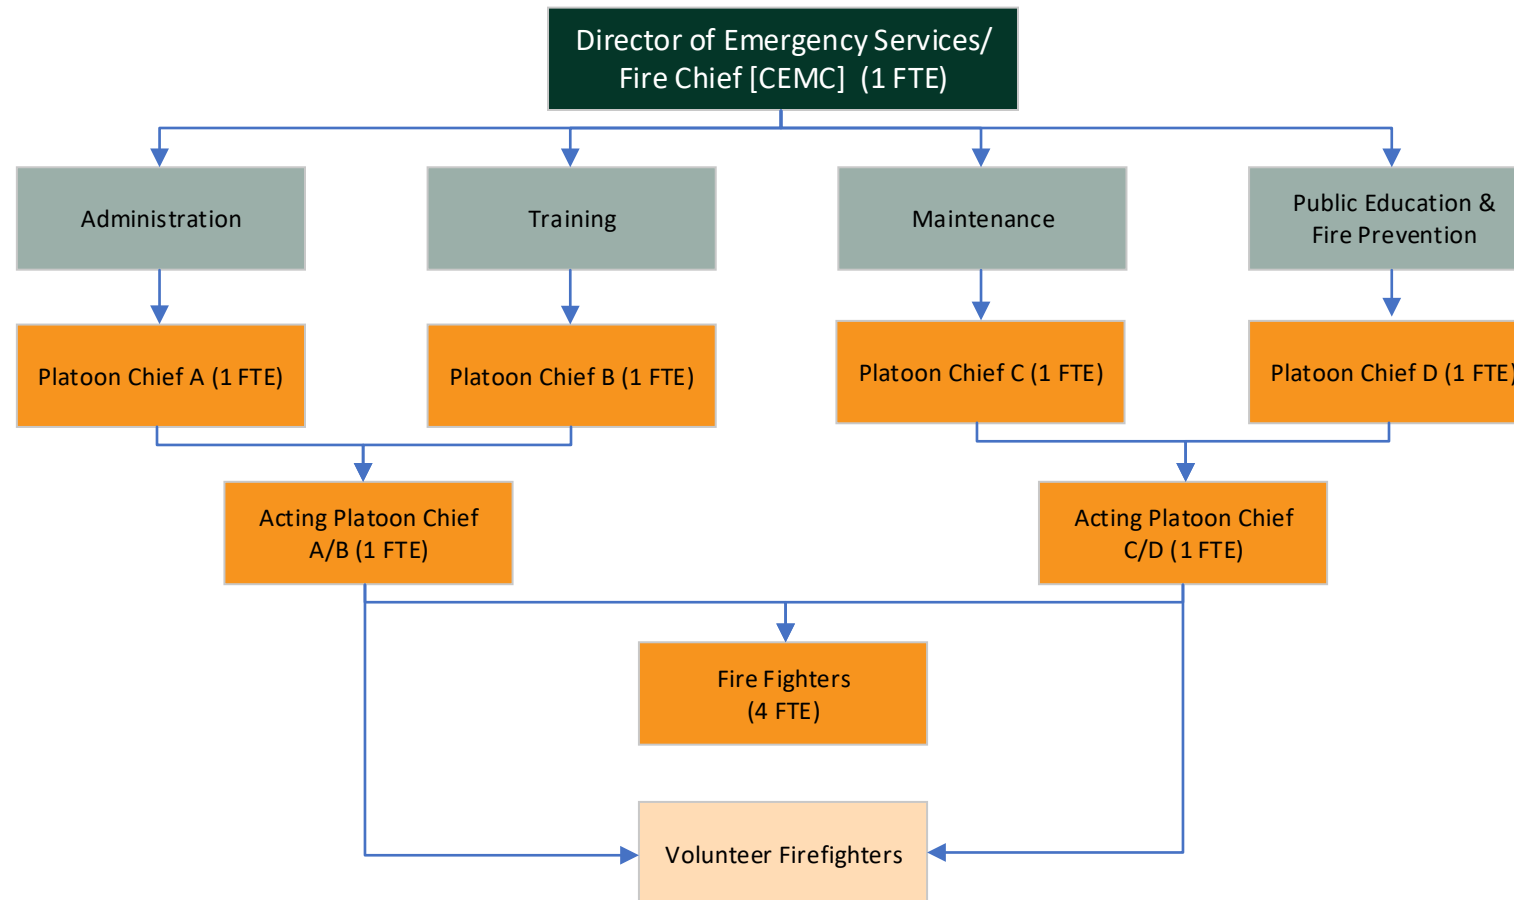 Director of Emergency Services/
Fire Chief [CEMC] (1 FTE)
Administration
Training
Maintenance
Public Education &
Fire Prevention
Platoon Chief A (1 FTE)
Platoon Chief B (1 FTE)
Platoon Chief C (1 FTE)
Platoon Chief D (1 FTE)
Acting Platoon Chief
A/B (1 FTE)
Acting Platoon Chief
C/D (1 FTE)
Fire Fighters
(4 FTE)
Volunteer Firefighters